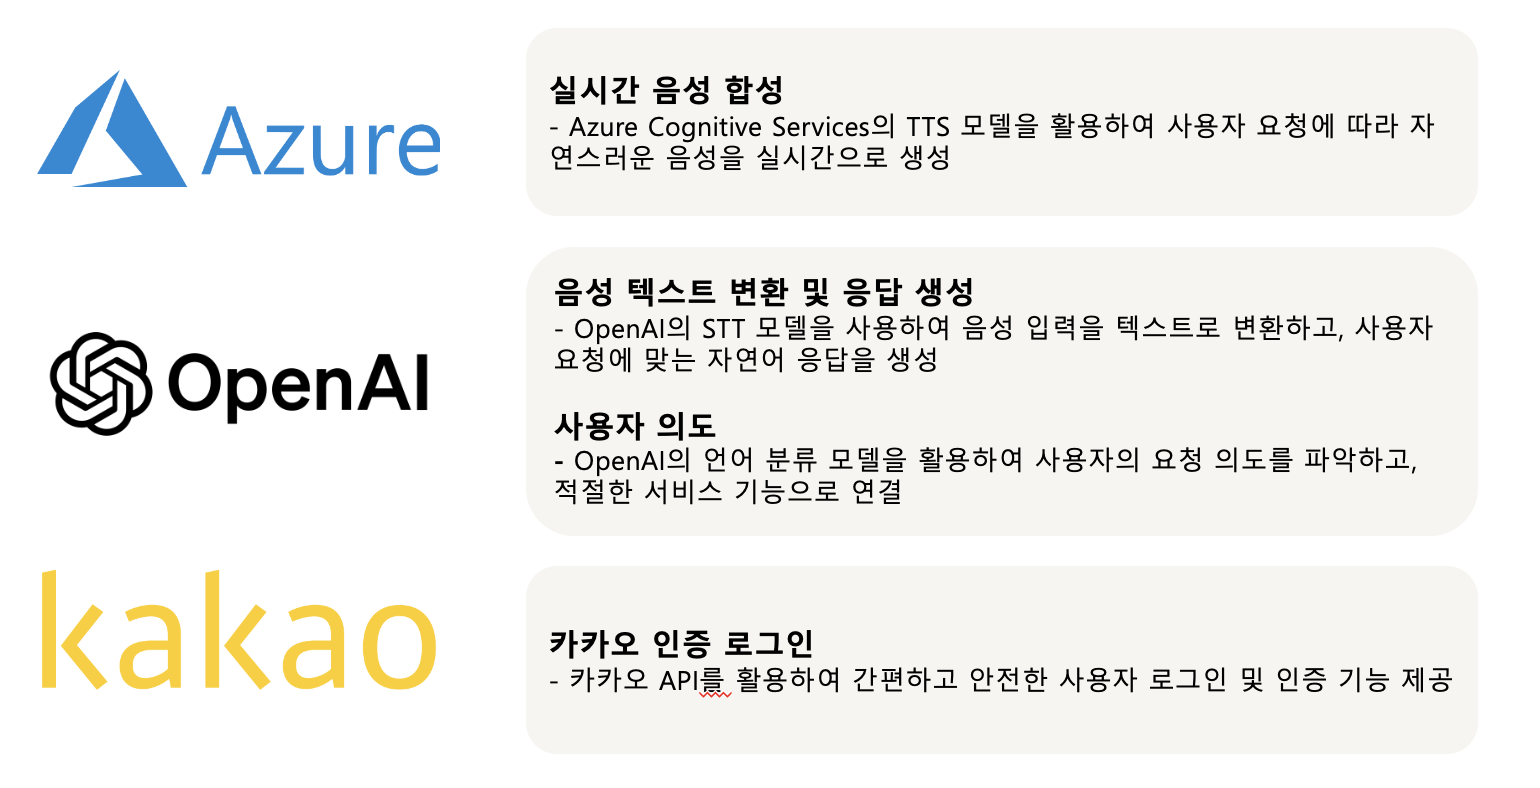 Azure
실시간 음성 합성
- Azure Cognitive Services의 TTS 모델을 활용하여 사용자 요청에 따라 자
연스러운 음성을 실시간으로 생성
OpenAI
음성 텍스트 변환 및 응답 생성
- OpenAI의 STT 모델을 사용하여 음성 입력을 텍스트로 변환하고, 사용자
요청에 맞는 자연어 응답을 생성
사용자 의도
- OpenAI의 언어 분류 모델을 활용하여 사용자의 요청 의도를 파악하고,
적절한 서비스 기능으로 연결
kakao
카카오 인증 로그인
- 카카오 API를 활용하여 간편하고 안전한 사용자 로그인 및 인증 기능 제공